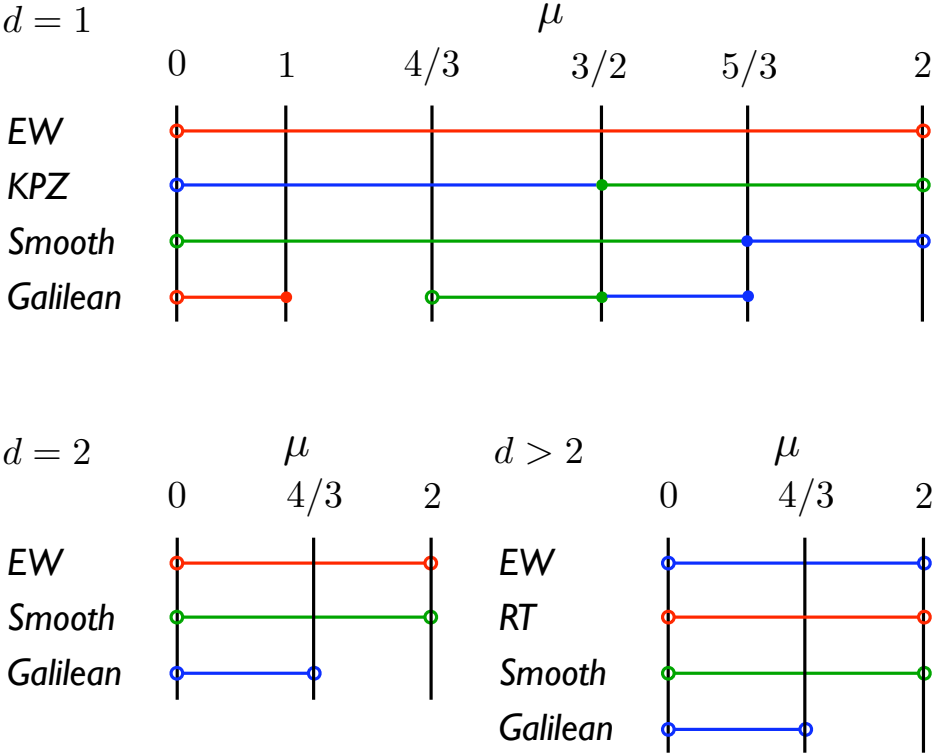 d = 1 μ
0 1 4/3 3/2 5/3 2
EW
KPZ
Smooth
Galilean
d = 2 μ
0 4/3 2
EW
Smooth
Galilean
d > 2 μ
0 4/3 2
EW
RT
Smooth
Galilean